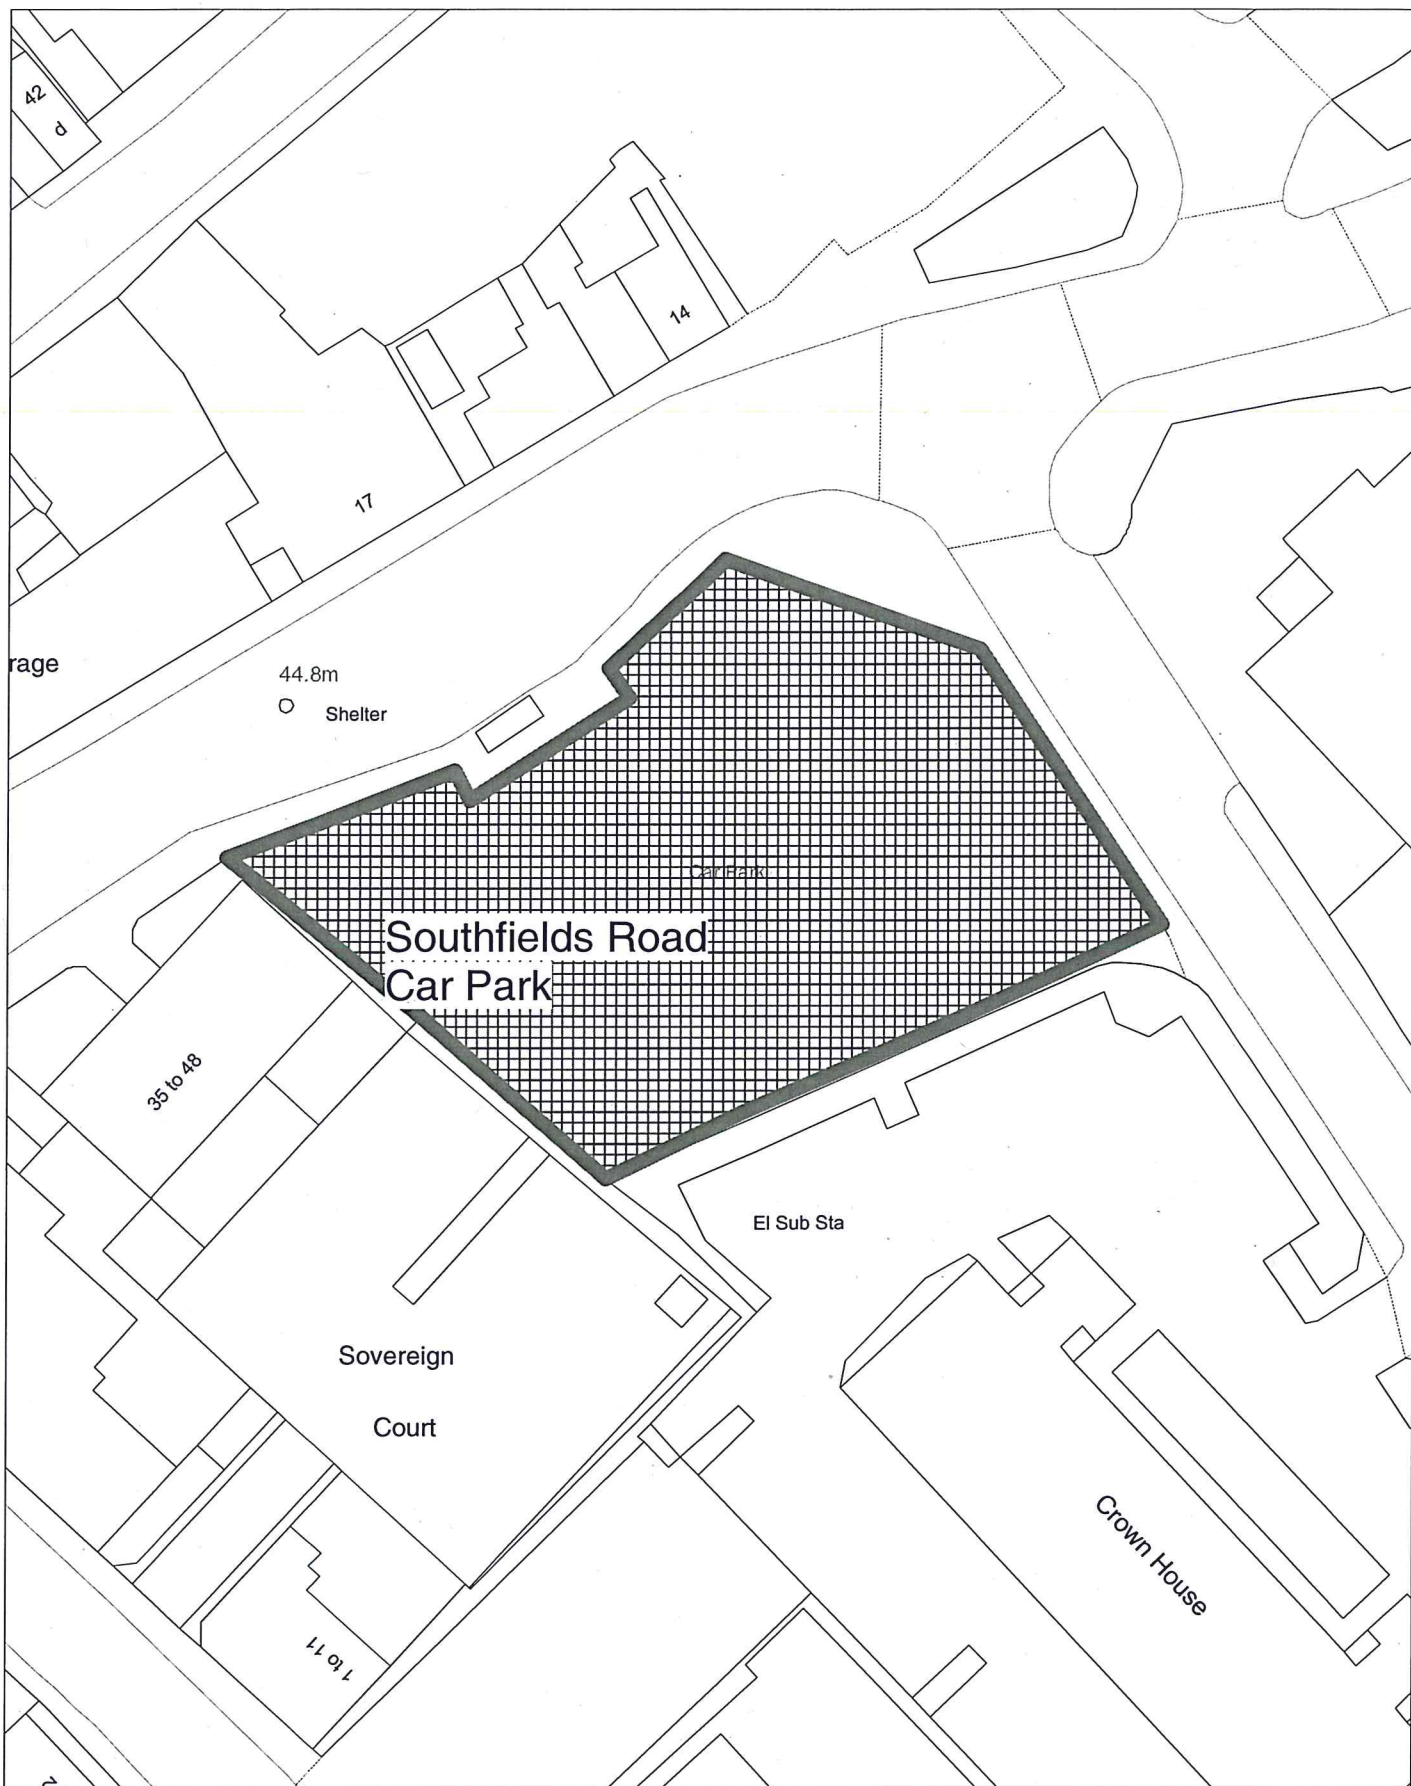 42
d
14
17
rage
44.8m
Shelter
Car Park
Southfields Road
Car Park
35 to 48
El Sub Sta
Sovereign
Court
Crown House
1 to 11
2